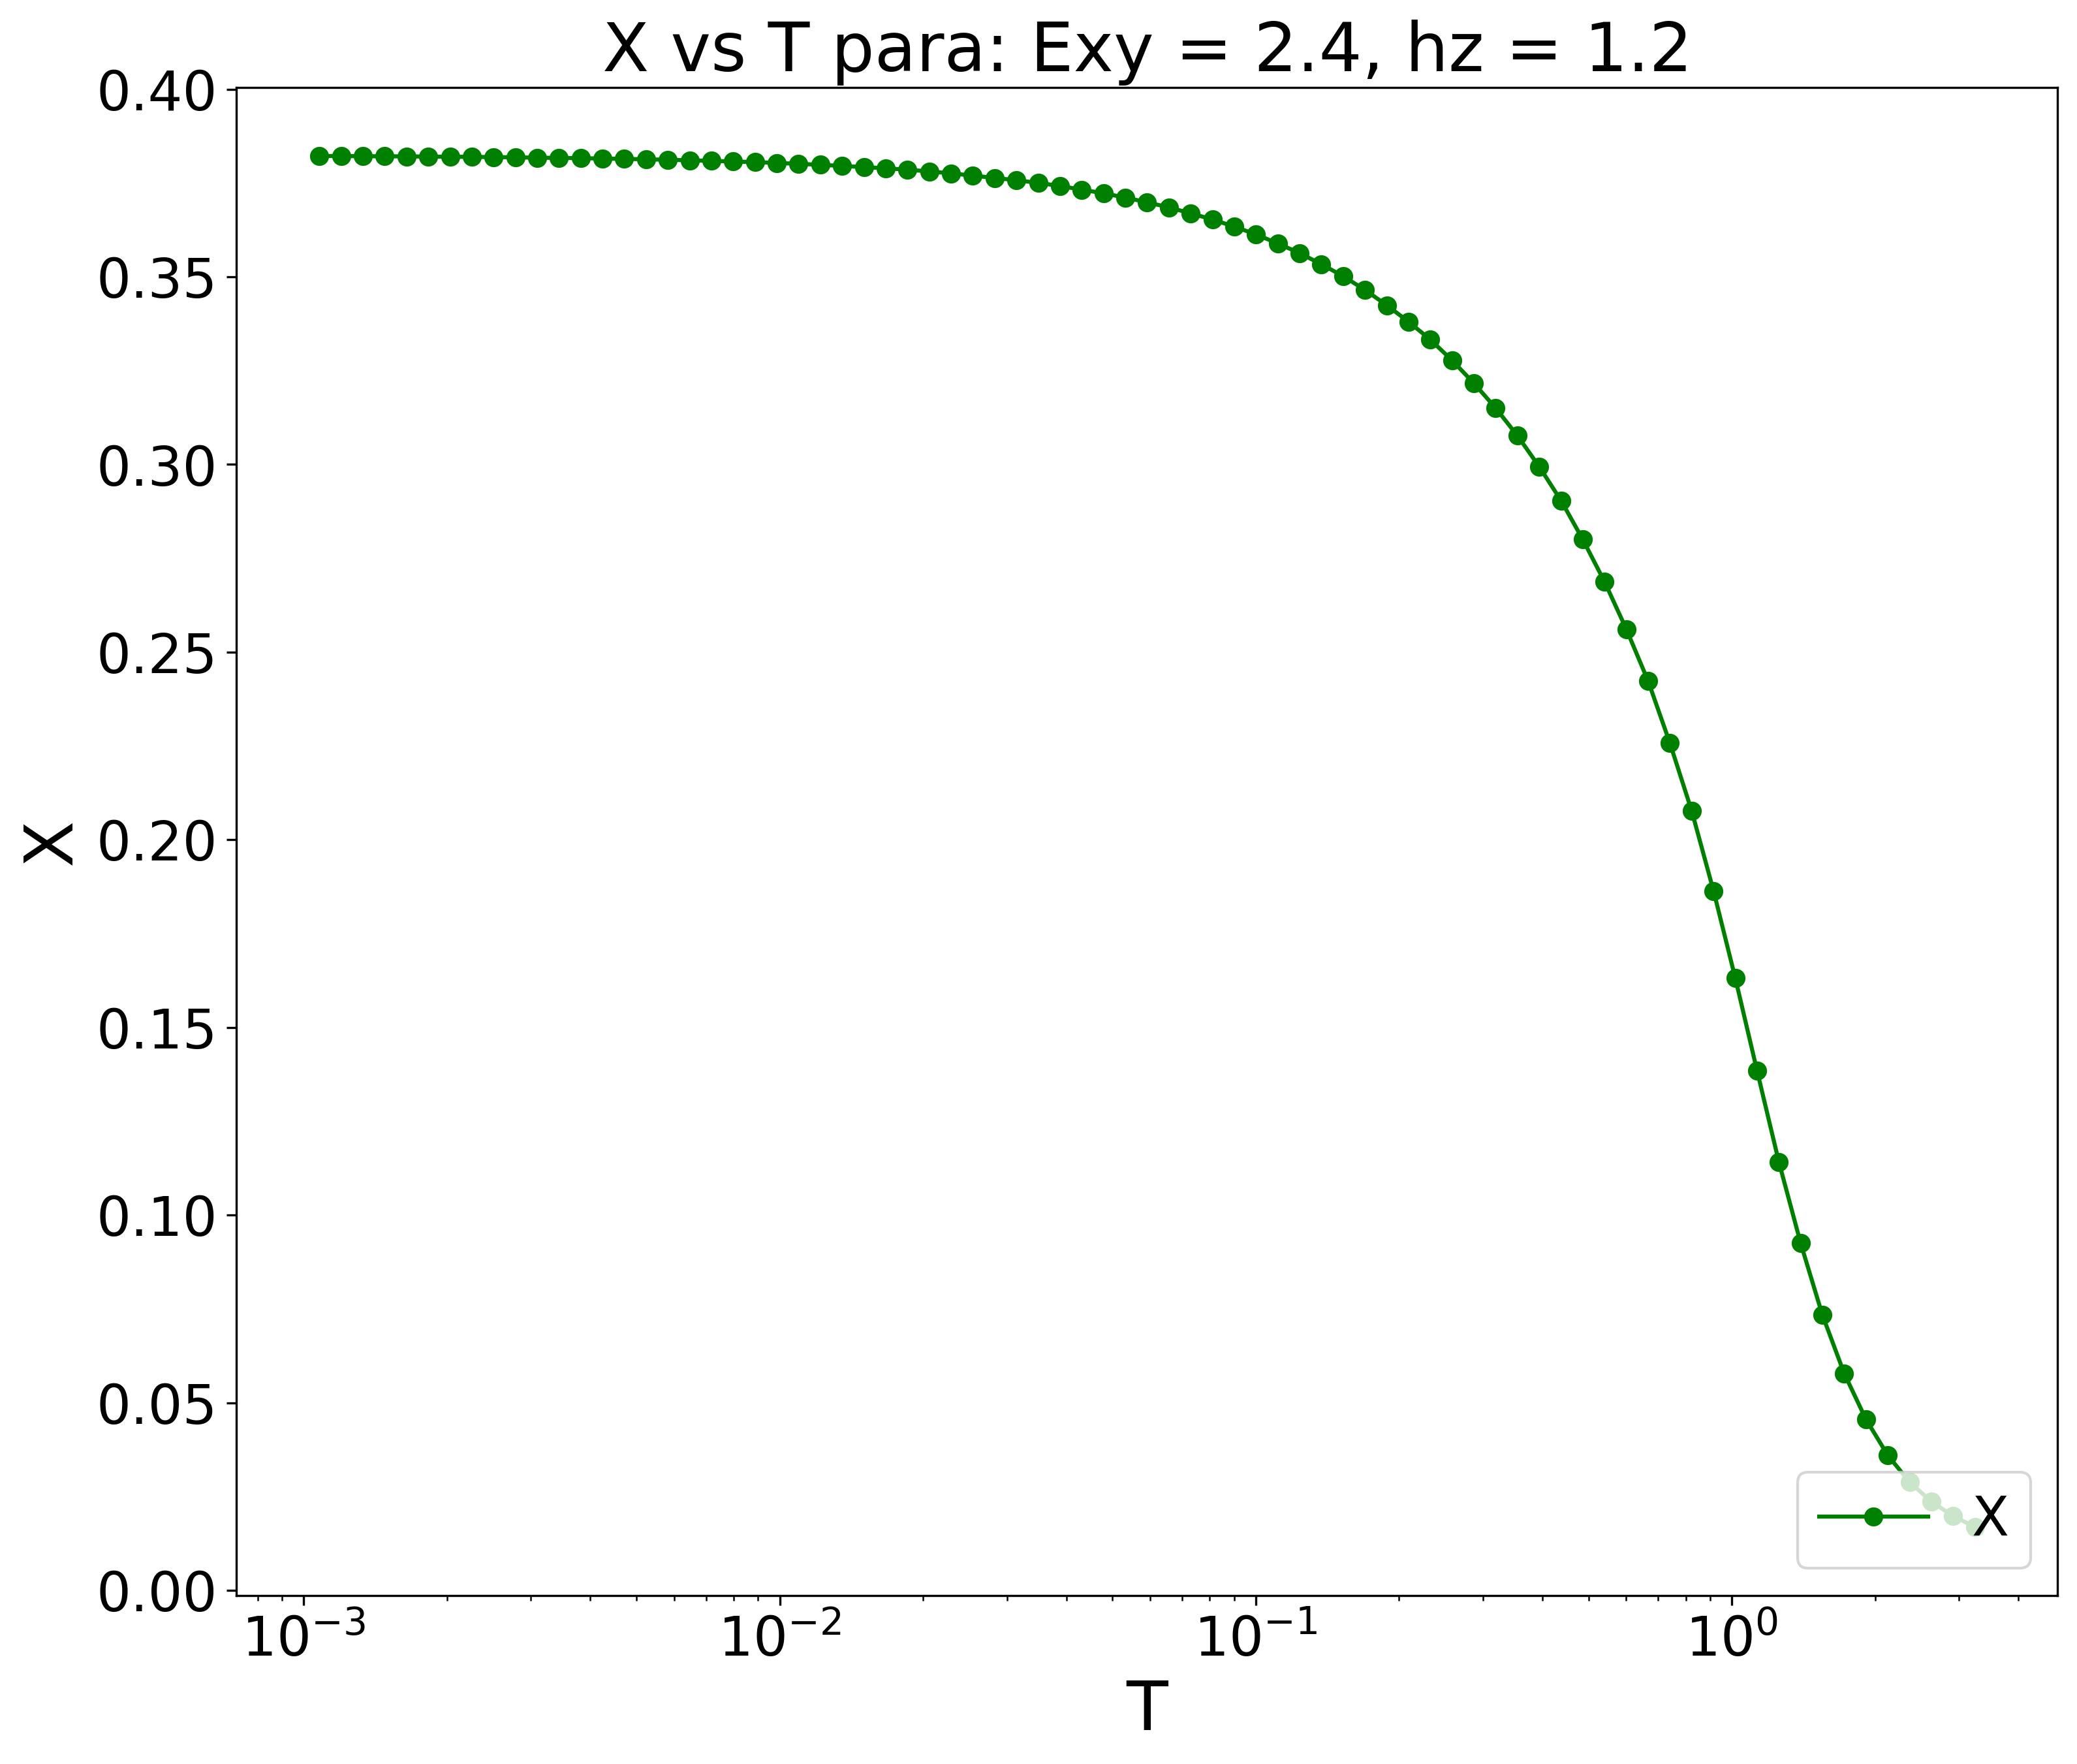 X vs T para: Exy = 2.4, hz = 1.2
0.40
0.35
0.30
0.25
0.20
0.15
0.10
0.05
0.00
X
X
10⁻³ 10⁻² 10⁻¹ 10⁰
T